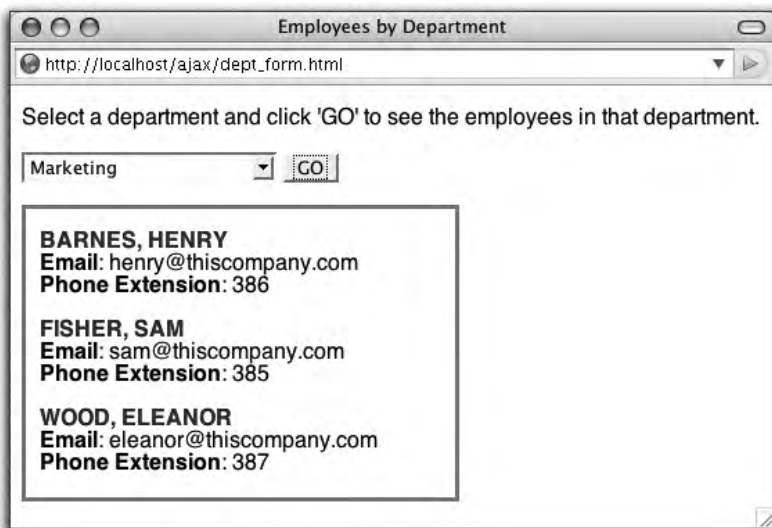 Employees by Department
http://localhost/ajax/dept_form.html
Select a department and click 'GO' to see the employees in that department.
Marketing GO
BARNES, HENRY
Email: henry@thiscompany.com
Phone Extension: 386
FISHER, SAM
Email: sam@thiscompany.com
Phone Extension: 385
WOOD, ELEANOR
Email: eleanor@thiscompany.com
Phone Extension: 387